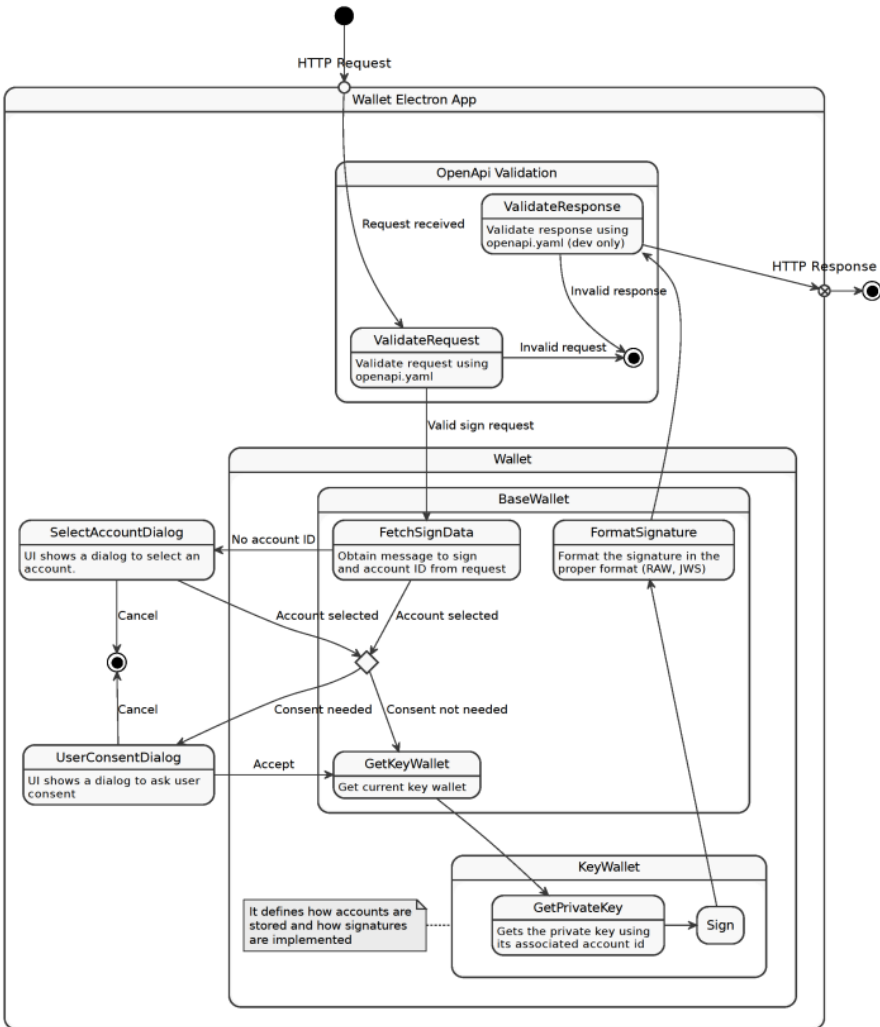 HTTP Request
Wallet Electron App
OpenApi Validation
ValidateResponse
Validate response using
openapi.yaml (dev only)
Request received
HTTP Response
Invalid response
ValidateRequest
Validate request using
openapi.yaml
Invalid request
Valid sign request
Wallet
BaseWallet
SelectAccountDialog
UI shows a dialog to select an
account.
No account ID
FetchSignData
Obtain message to sign
and account ID from request
FormatSignature
Format the signature in the
proper format (RAW, JWS)
Cancel
Account selected
Account selected
Cancel
Consent needed
Consent not needed
UserConsentDialog
UI shows a dialog to ask user
consent
Accept
GetKeyWallet
Get current key wallet
KeyWallet
It defines how accounts are
stored and how signatures
are implemented
GetPrivateKey
Gets the private key using
its associated account id
Sign